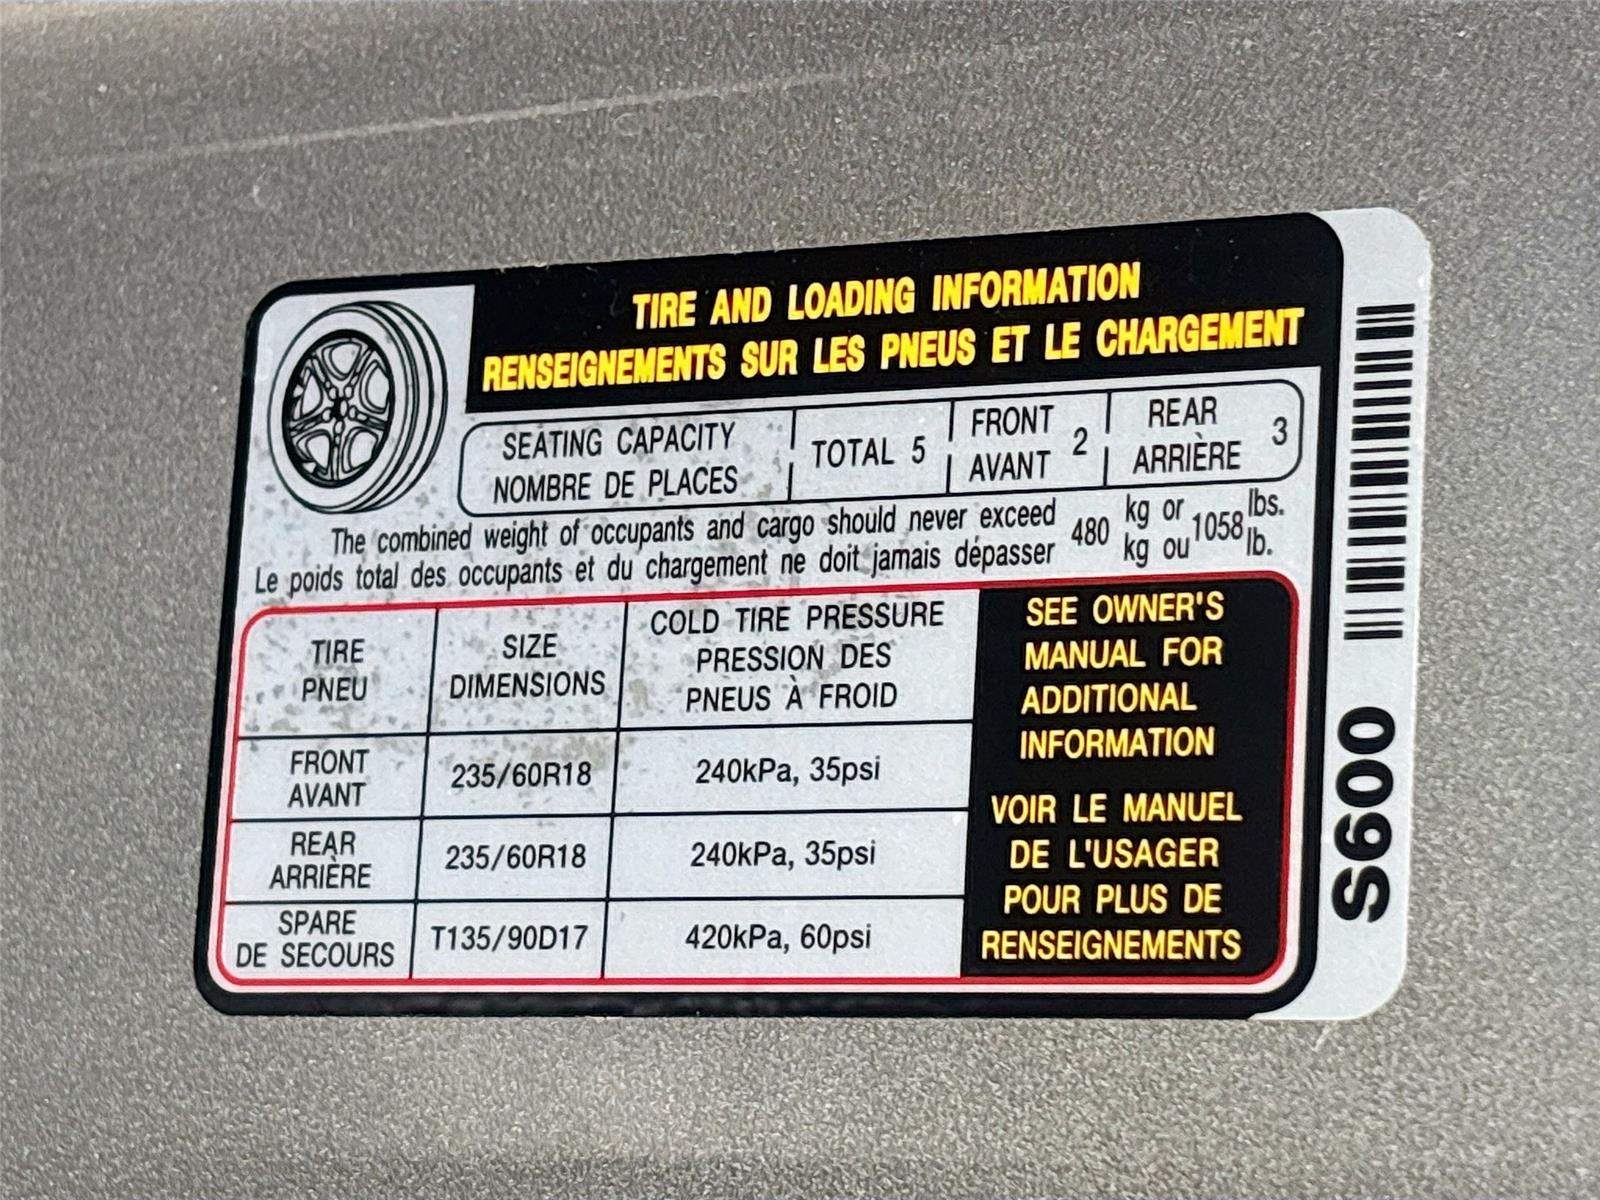 TIRE AND LOADING INFORMATION
RENSEIGNEMENTS SUR LES PNEUS ET LE CHARGEMENT
SEATING CAPACITY
NOMBRE DE PLACES
TOTAL 5
FRONT
AVANT
2
REAR
ARRIÈRE
3
The combined weight of occupants and cargo should never exceed
Le poids total des occupants et du chargement ne doit jamais dépasser
480
kg or
kg ou
1058
lbs.
lb.
TIRE
PNEU
SIZE
DIMENSIONS
COLD TIRE PRESSURE
PRESSION DES
PNEUS À FROID
FRONT
AVANT
235/60R18
240kPa, 35psi
REAR
ARRIÈRE
235/60R18
240kPa, 35psi
SPARE
DE SECOURS
T135/90D17
420kPa, 60psi
SEE OWNER'S
MANUAL FOR
ADDITIONAL
INFORMATION
VOIR LE MANUEL
DE L'USAGER
POUR PLUS DE
RENSEIGNEMENTS
S600